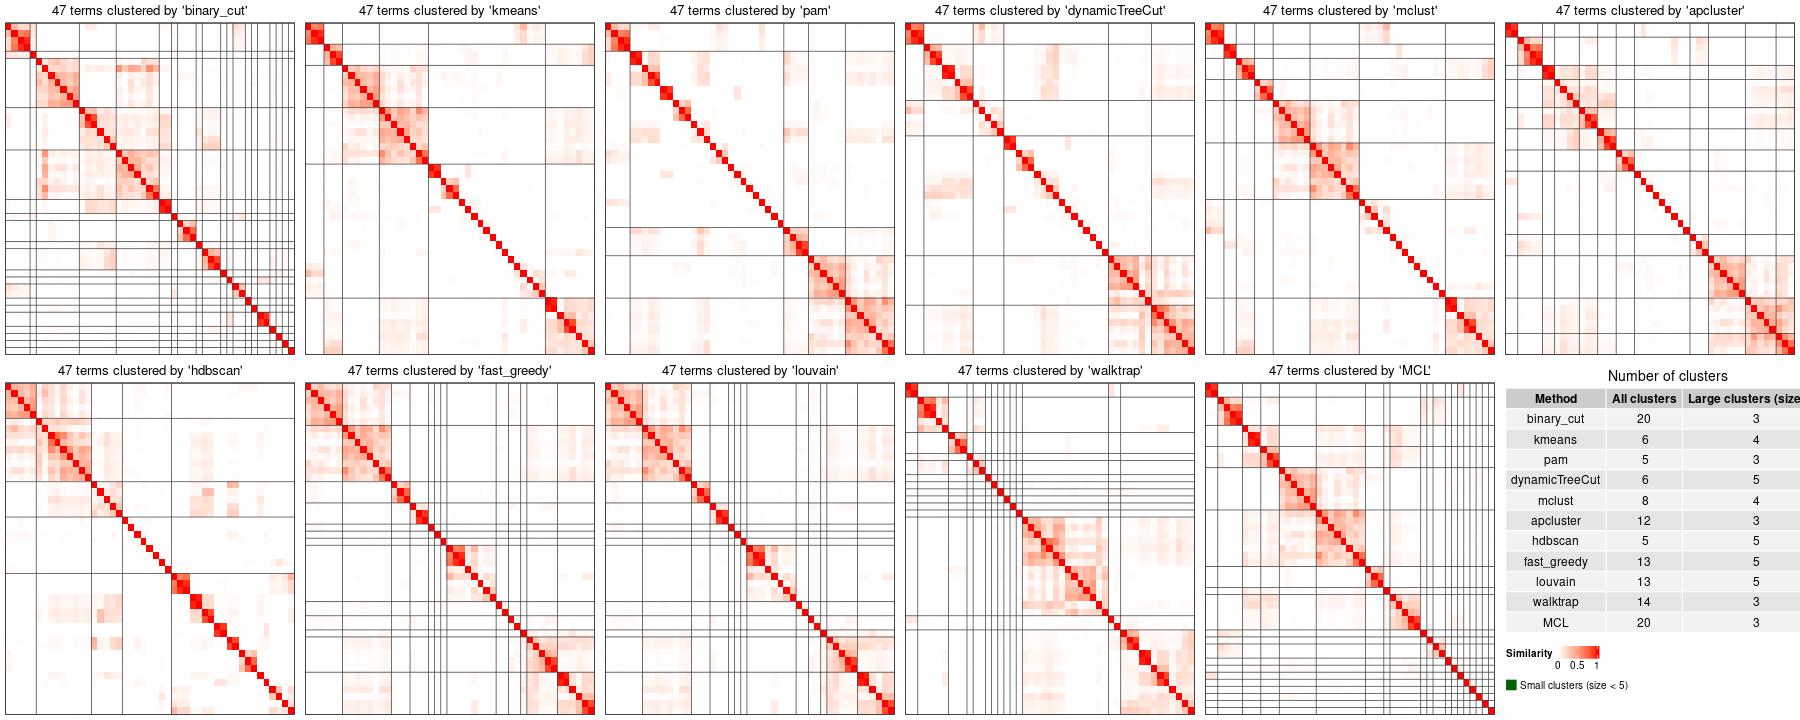 47 terms clustered by 'binary_cut'
47 terms clustered by 'kmeans'
47 terms clustered by 'pam'
47 terms clustered by 'dynamicTreeCut'
47 terms clustered by 'mclust'
47 terms clustered by 'apcluster'
47 terms clustered by 'hdbscan'
47 terms clustered by 'fast_greedy'
47 terms clustered by 'louvain'
47 terms clustered by 'walktrap'
47 terms clustered by 'MCL'
Number of clusters
Method All clusters Large clusters (size
binary_cut 20 3
kmeans 6 4
pam 5 3
dynamicTreeCut 6 5
mclust 8 4
apcluster 12 3
hdbscan 5 5
fast_greedy 13 5
louvain 13 5
walktrap 14 3
MCL 20 3
Similarity
0 0.5 1
Small clusters (size < 5)